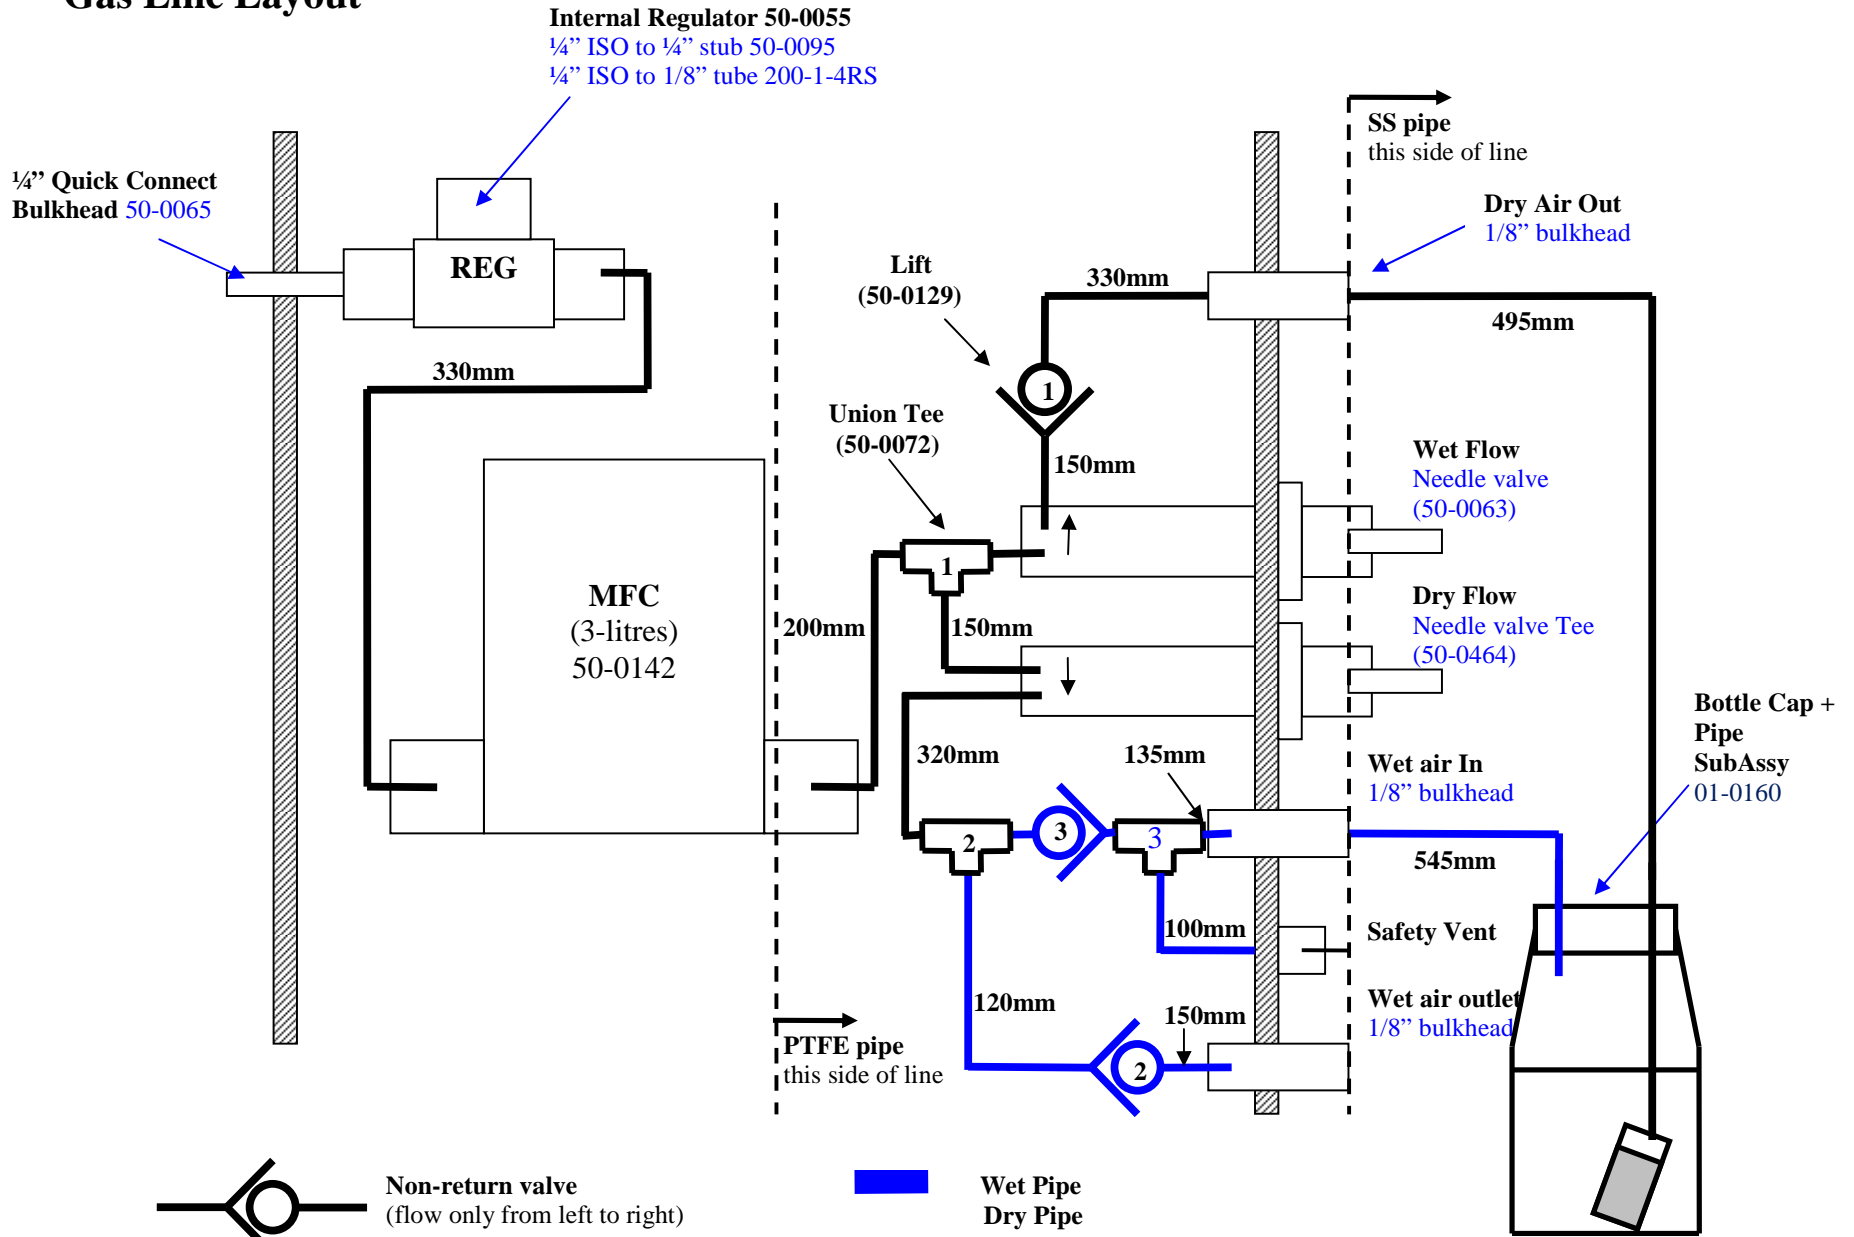 Gas Line Layout
Internal Regulator 50-0055
¼” ISO to ¼” stub 50-0095
¼” ISO to 1/8” tube 200-1-4RS
SS pipe
this side of line
¼” Quick Connect
Bulkhead 50-0065
Dry Air Out
1/8” bulkhead
REG
Lift
(50-0129)
330mm
495mm
330mm
1
Union Tee
(50-0072)
150mm
Wet Flow
Needle valve
(50-0063)
1
MFC
(3-litres)
50-0142
200mm
150mm
Dry Flow
Needle valve Tee
(50-0464)
Bottle Cap +
Pipe
SubAssy
01-0160
320mm
135mm
Wet air In
1/8” bulkhead
2
3
3
545mm
100mm
Safety Vent
120mm
150mm
Wet air outlet
1/8” bulkhead
2
PTFE pipe
this side of line
Non-return valve
(flow only from left to right)
Wet Pipe
Dry Pipe